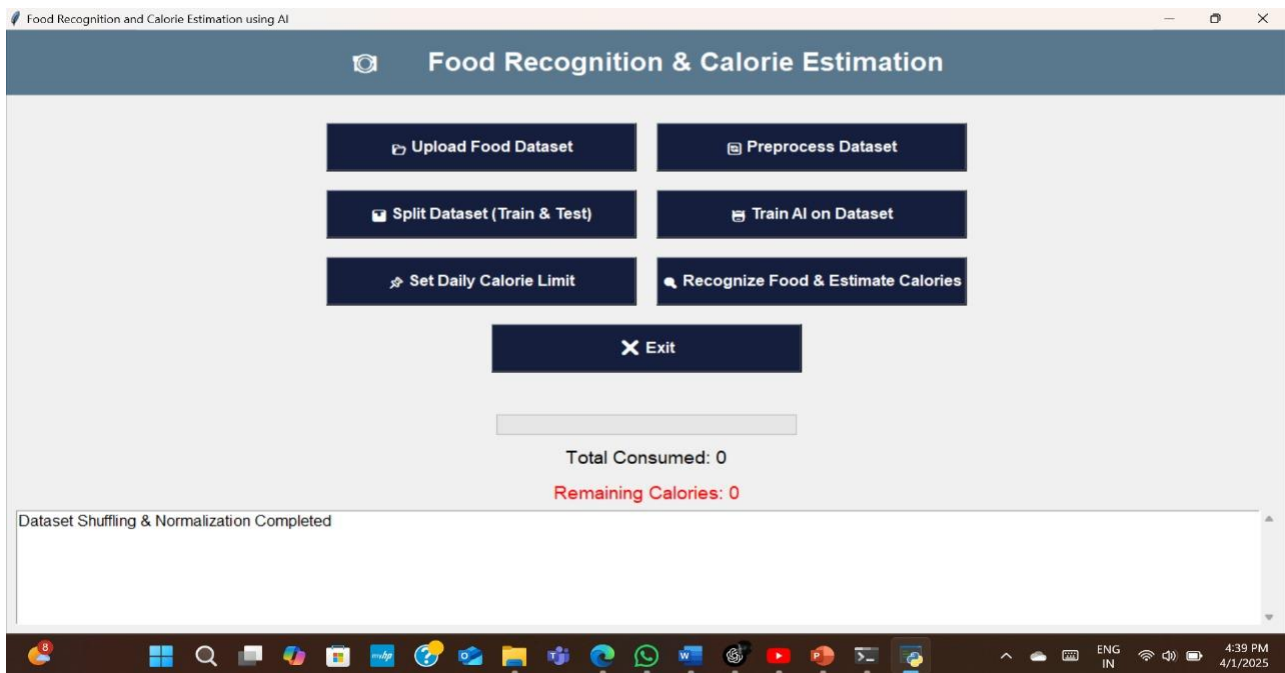 Food Recognition and Calorie Estimation using AI
Food Recognition & Calorie Estimation
Upload Food Dataset
Preprocess Dataset
Split Dataset (Train & Test)
Train AI on Dataset
Set Daily Calorie Limit
Recognize Food & Estimate Calories
Exit
Total Consumed: 0
Remaining Calories: 0
Dataset Shuffling & Normalization Completed
8
myhp
ENG
IN
4:39 PM
4/1/2025